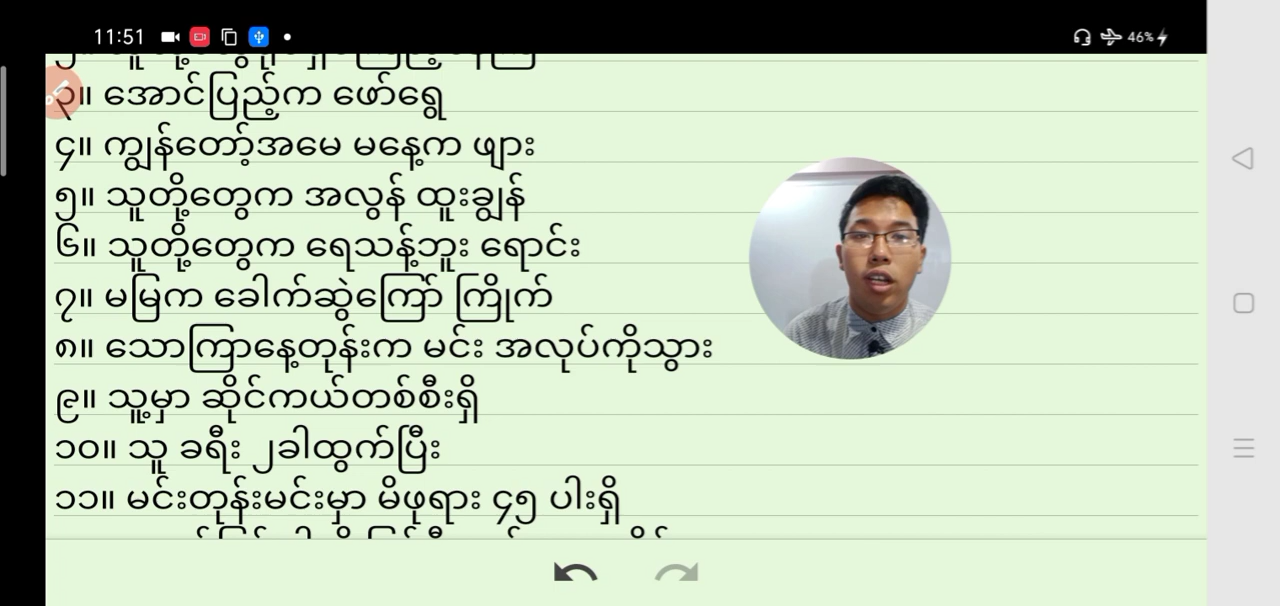 11:51
46%
၃။ အောင်ပြည့်က ဖော်ရွေ
၄။ ကျွန်တော့်အမေ မနေ့က ဖျား
၅။ သူတို့တွေက အလွန် ထူးချွန်
၆။ သူတို့တွေက ရေသန့်ဘူး ရောင်း
၇။ မမြက ခေါက်ဆွဲကြော် ကြိုက်
၈။ သောကြာနေ့တုန်းက မင်း အလုပ်ကိုသွား
၉။ သူ့မှာ ဆိုင်ကယ်တစ်စီးရှိ
၁၀။ သူ ခရီး ၂ခါထွက်ပြီး
၁၁။ မင်းတုန်းမင်းမှာ မိဖုရား ၄၅ ပါးရှိ